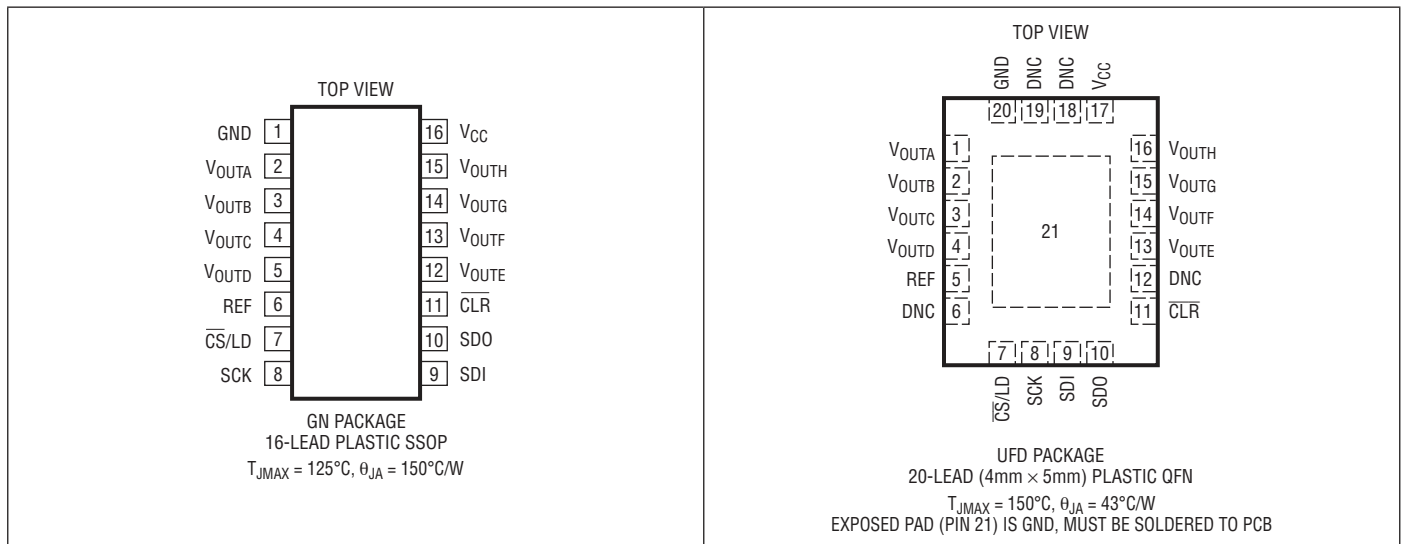 TOP VIEW
GND 1
VOUTA 2
VOUTB 3
VOUTC 4
VOUTD 5
REF 6
CS/LD 7
SCK 8
16 VCC
15 VOUTH
14 VOUTG
13 VOUTF
12 VOUTE
11 CLR
10 SDO
9 SDI
GN PACKAGE
16-LEAD PLASTIC SSOP
TJMAX = 125°C, θJA = 150°C/W
TOP VIEW
GND DNC DNC VCC
20 19 18 17
VOUTA 1
VOUTB 2
VOUTC 3
VOUTD 4
REF 5
DNC 6
21
16 VOUTH
15 VOUTG
14 VOUTF
13 VOUTE
12 DNC
11 CLR
7 8 9 10
CS/LD SCK SDI SDO
UFD PACKAGE
20-LEAD (4mm × 5mm) PLASTIC QFN
TJMAX = 150°C, θJA = 43°C/W
EXPOSED PAD (PIN 21) IS GND, MUST BE SOLDERED TO PCB